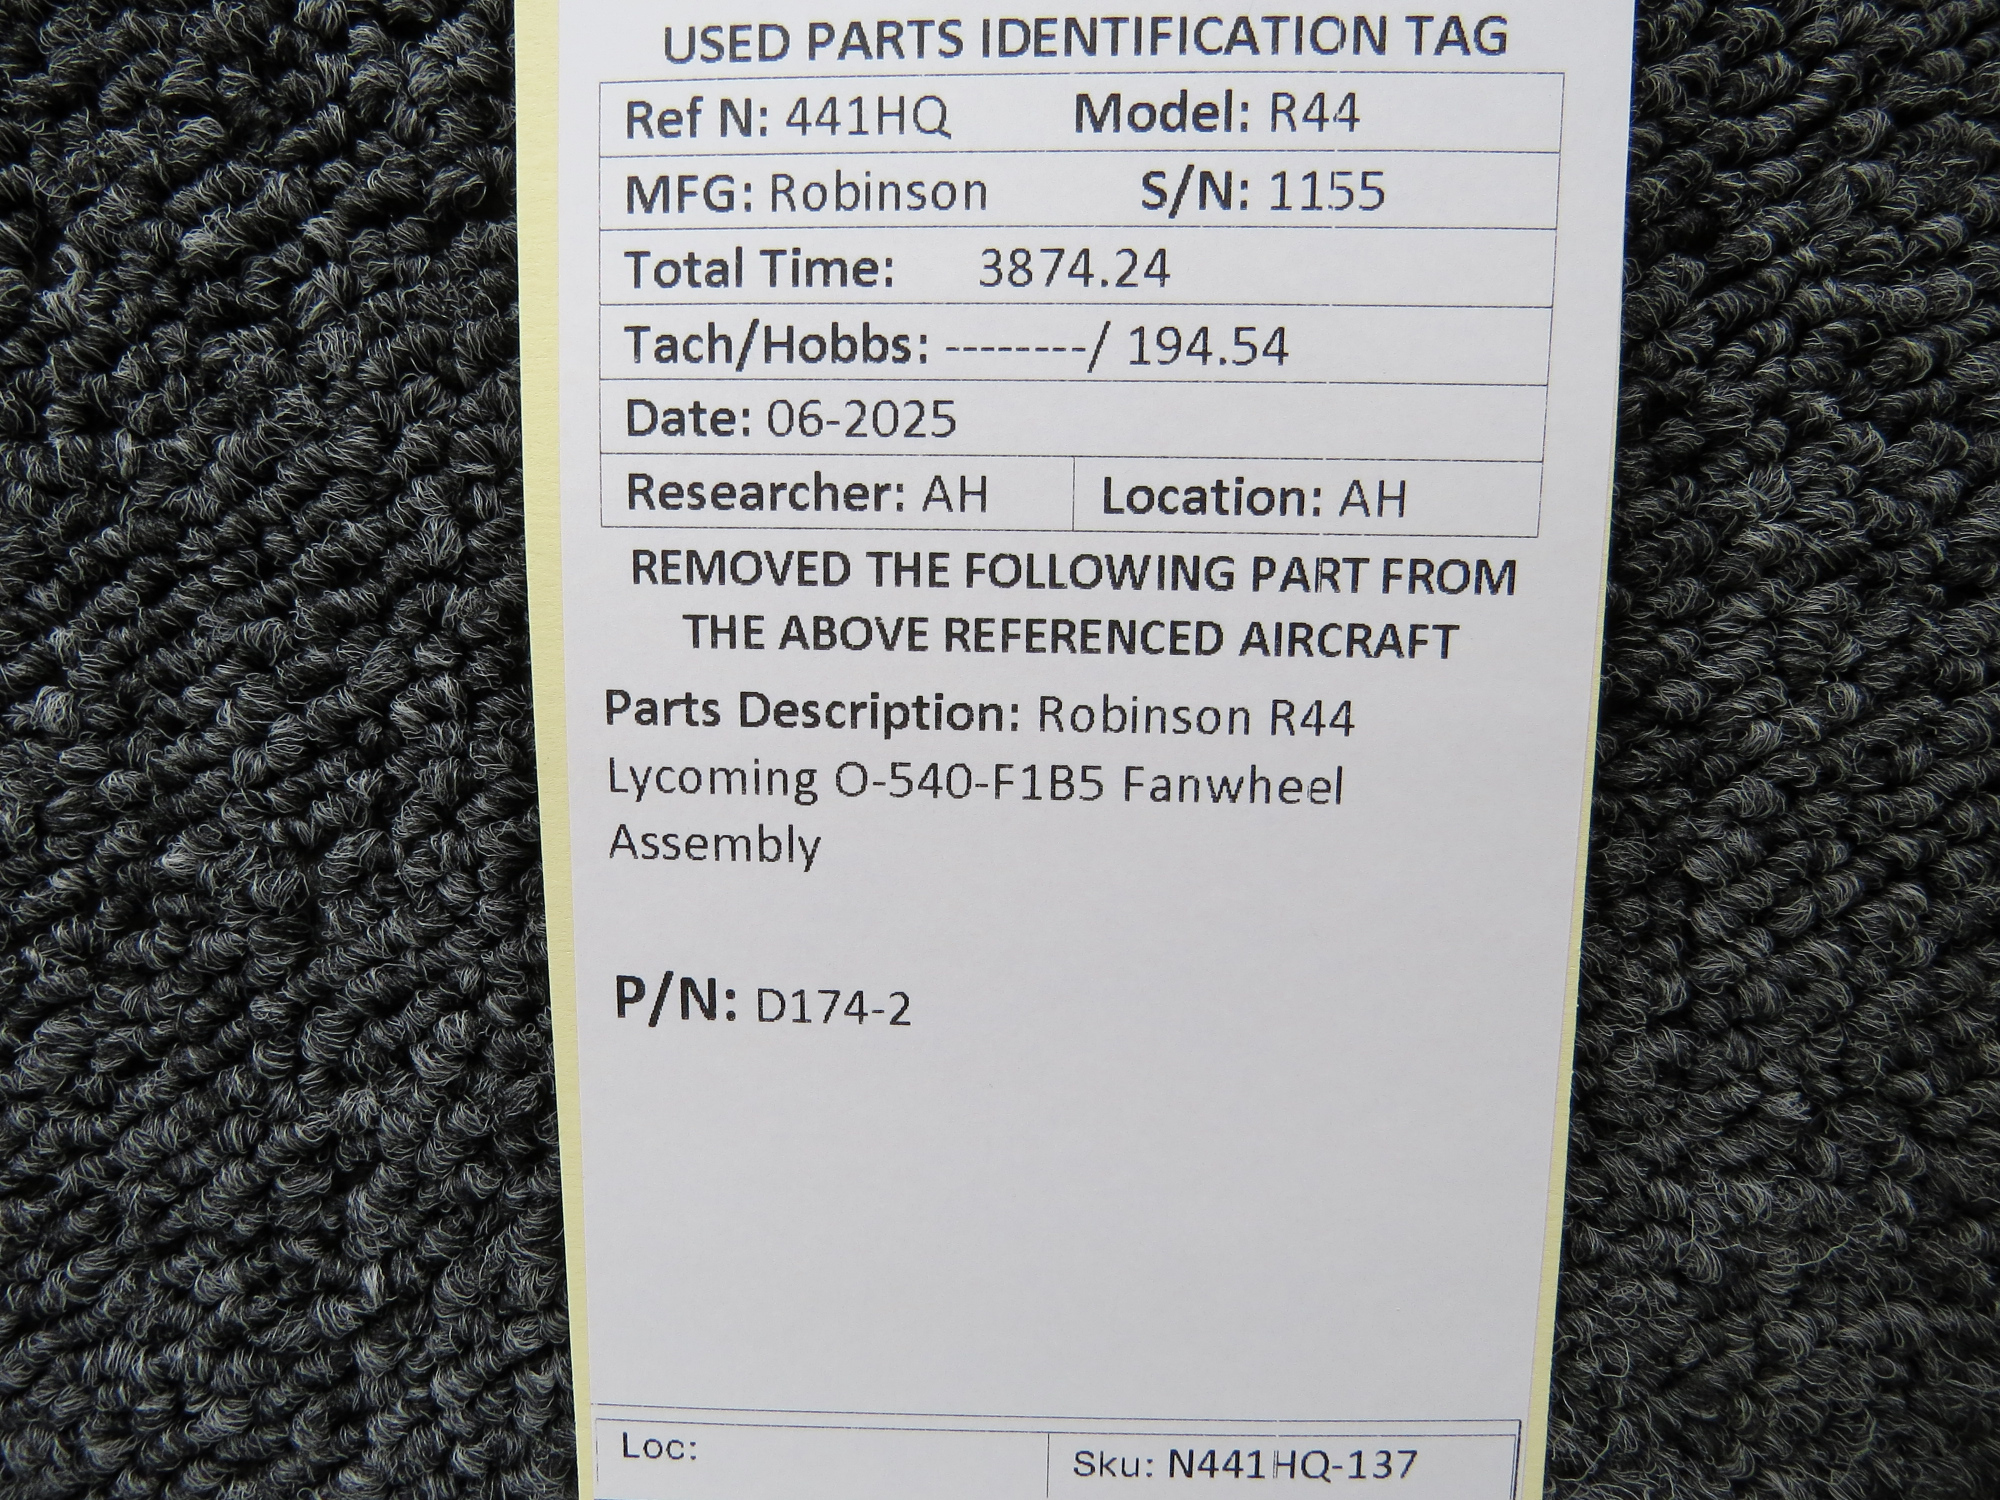 USED PARTS IDENTIFICATION TAG
Ref N: 441HQ Model: R44
MFG: Robinson S/N: 1155
Total Time: 3874.24
Tach/Hobbs: --------/ 194.54
Date: 06-2025
Researcher: AH Location: AH
REMOVED THE FOLLOWING PART FROM
THE ABOVE REFERENCED AIRCRAFT
Parts Description: Robinson R44
Lycoming O-540-F1B5 Fanwheel
Assembly
P/N: D174-2
Loc: Sku: N441HQ-137